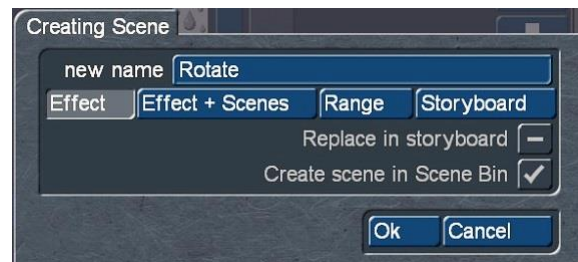 Creating Scene
new name Rotate
Effect Effect + Scenes Range Storyboard
Replace in storyboard
Create scene in Scene Bin
Ok Cancel